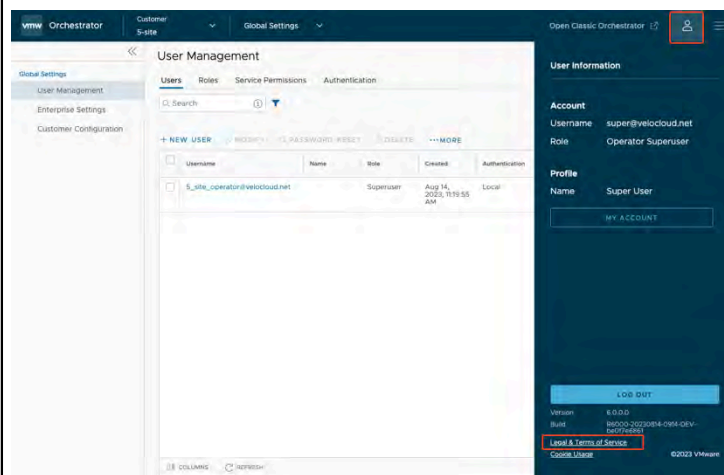 vmw Orchestrator
Customer
5-site
Global Settings
Open Classic Orchestrator
Global Settings
User Management
Enterprise Settings
Customer Configuration
User Management
Users Roles Service Permissions Authentication
Search
+ NEW USER MODIFY PASSWORD RESET DELETE ···MORE
Username Name Role Created Authentication
5_site_operator@velocloud.net Superuser Aug 14, 2023, 11:19:55 AM Local
COLUMNS REFRESH
User Information
Account
Username super@velocloud.net
Role Operator Superuser
Profile
Name Super User
MY ACCOUNT
LOG OUT
Version 6.0.0.0
Build R6000-20230814-0914-DEV-
Legal & Terms of Service
Cookie Usage ©2023 VMware